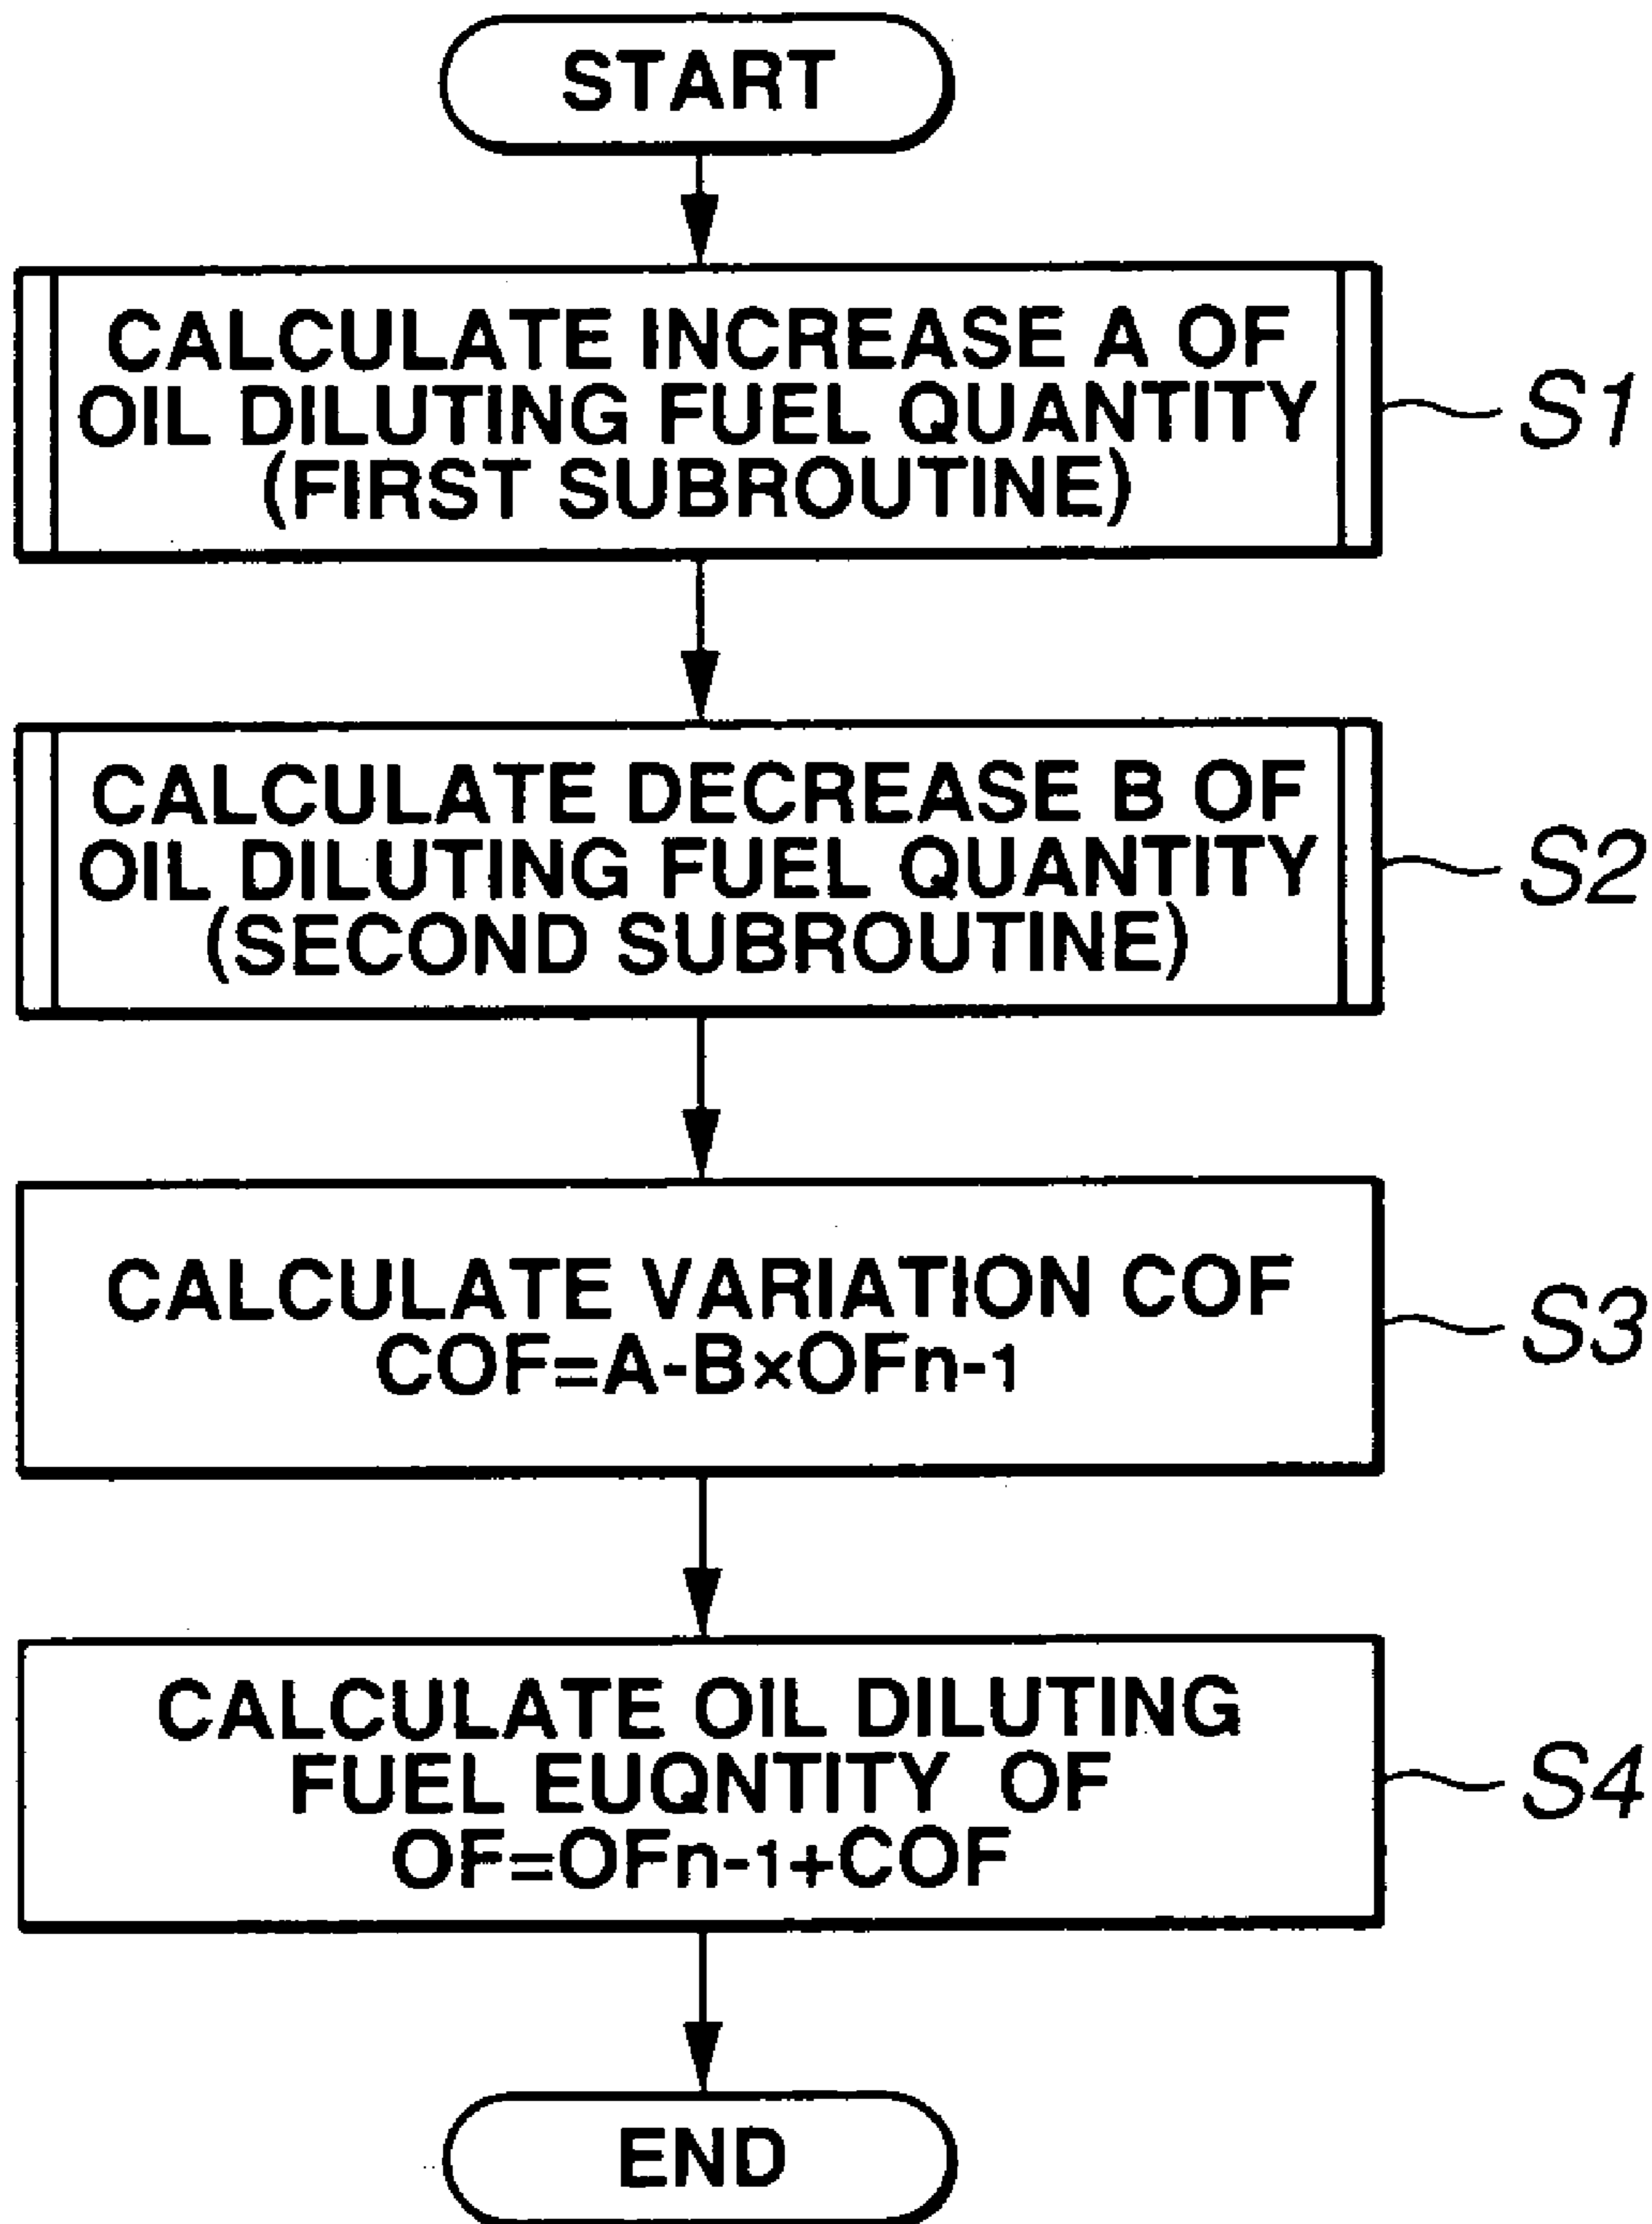 START
CALCULATE INCREASE A OF
OIL DILUTING FUEL QUANTITY
(FIRST SUBROUTINE)
S1
CALCULATE DECREASE B OF
OIL DILUTING FUEL QUANTITY
(SECOND SUBROUTINE)
S2
CALCULATE VARIATION COF
COF=A-B×OFn-1
S3
CALCULATE OIL DILUTING
FUEL EUQNTITY OF
OF=OFn-1+COF
S4
END